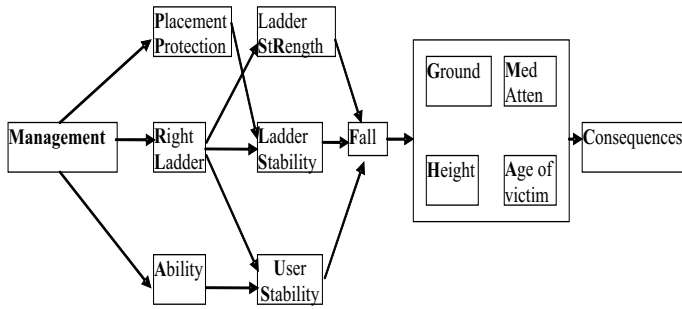 Placement
Protection
Ladder
StRength
Management
Right
Ladder
Ladder
Stability
Fall
Ground
Med
Atten
Height
Age of
victim
Consequences
Ability
User
Stability